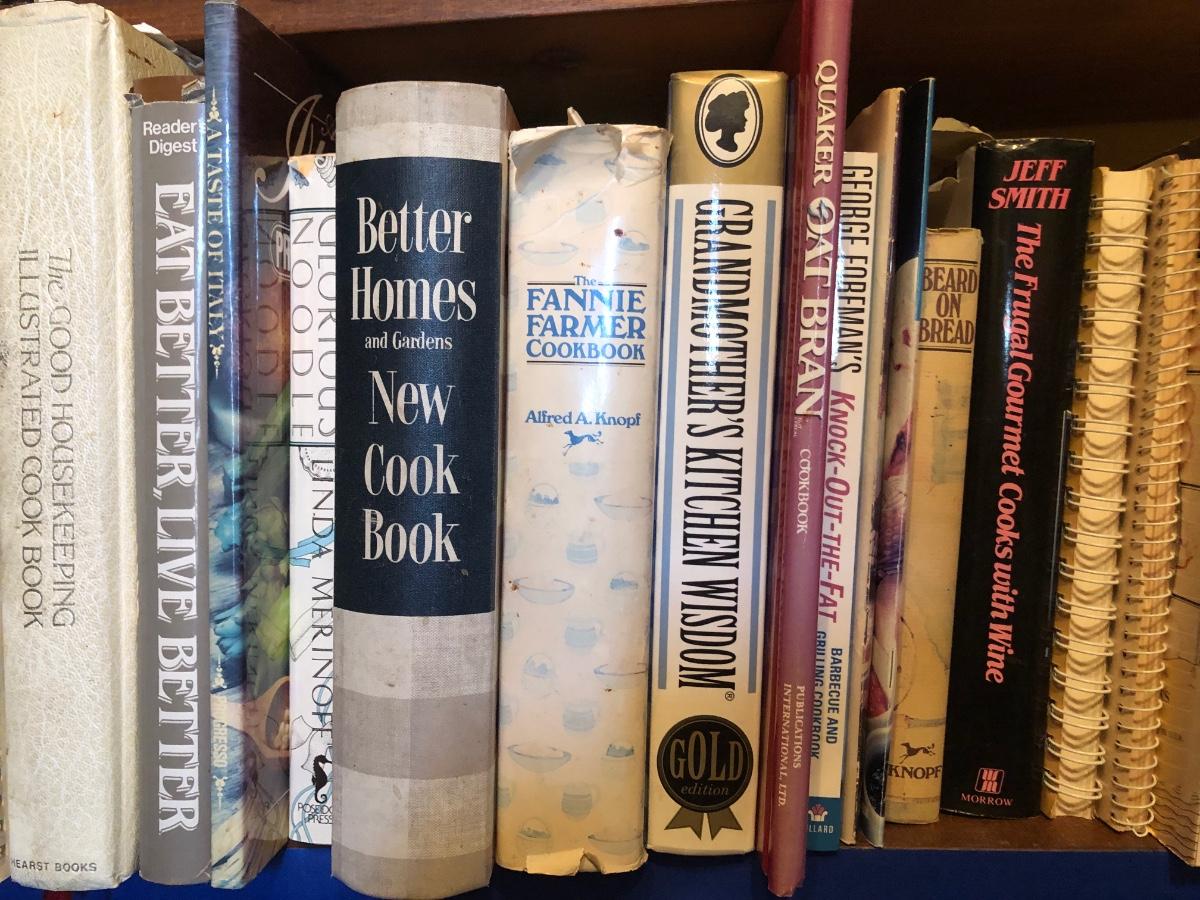 The GOOD HOUSEKEEPING
ILLUSTRATED COOK BOOK
HEARST BOOKS
Reader's
Digest
EAT BETTER, LIVE BETTER
A TASTE OF ITALY
CRESSO
GLORIOUS
NOODLE
LINDA MERINOFF
POSEIDON
PRESS
Better
Homes
and Gardens
New
Cook
Book
The
FANNIE
FARMER
COOKBOOK
Alfred A. Knopf
GRANDMOTHER'S KITCHEN WISDOM®
GOLD
edition
QUAKER OAT BRAN
COOKBOOK
PUBLICATIONS
INTERNATIONAL, LTD.
GEORGE FOREMAN'S
KNOCK-OUT-THE-FAT
BARBECUE AND
GRILLING COOKBOOK
LLARD
BEARD
ON
BREAD
KNOPF
JEFF
SMITH
The Frugal Gourmet Cooks with Wine
MORROW